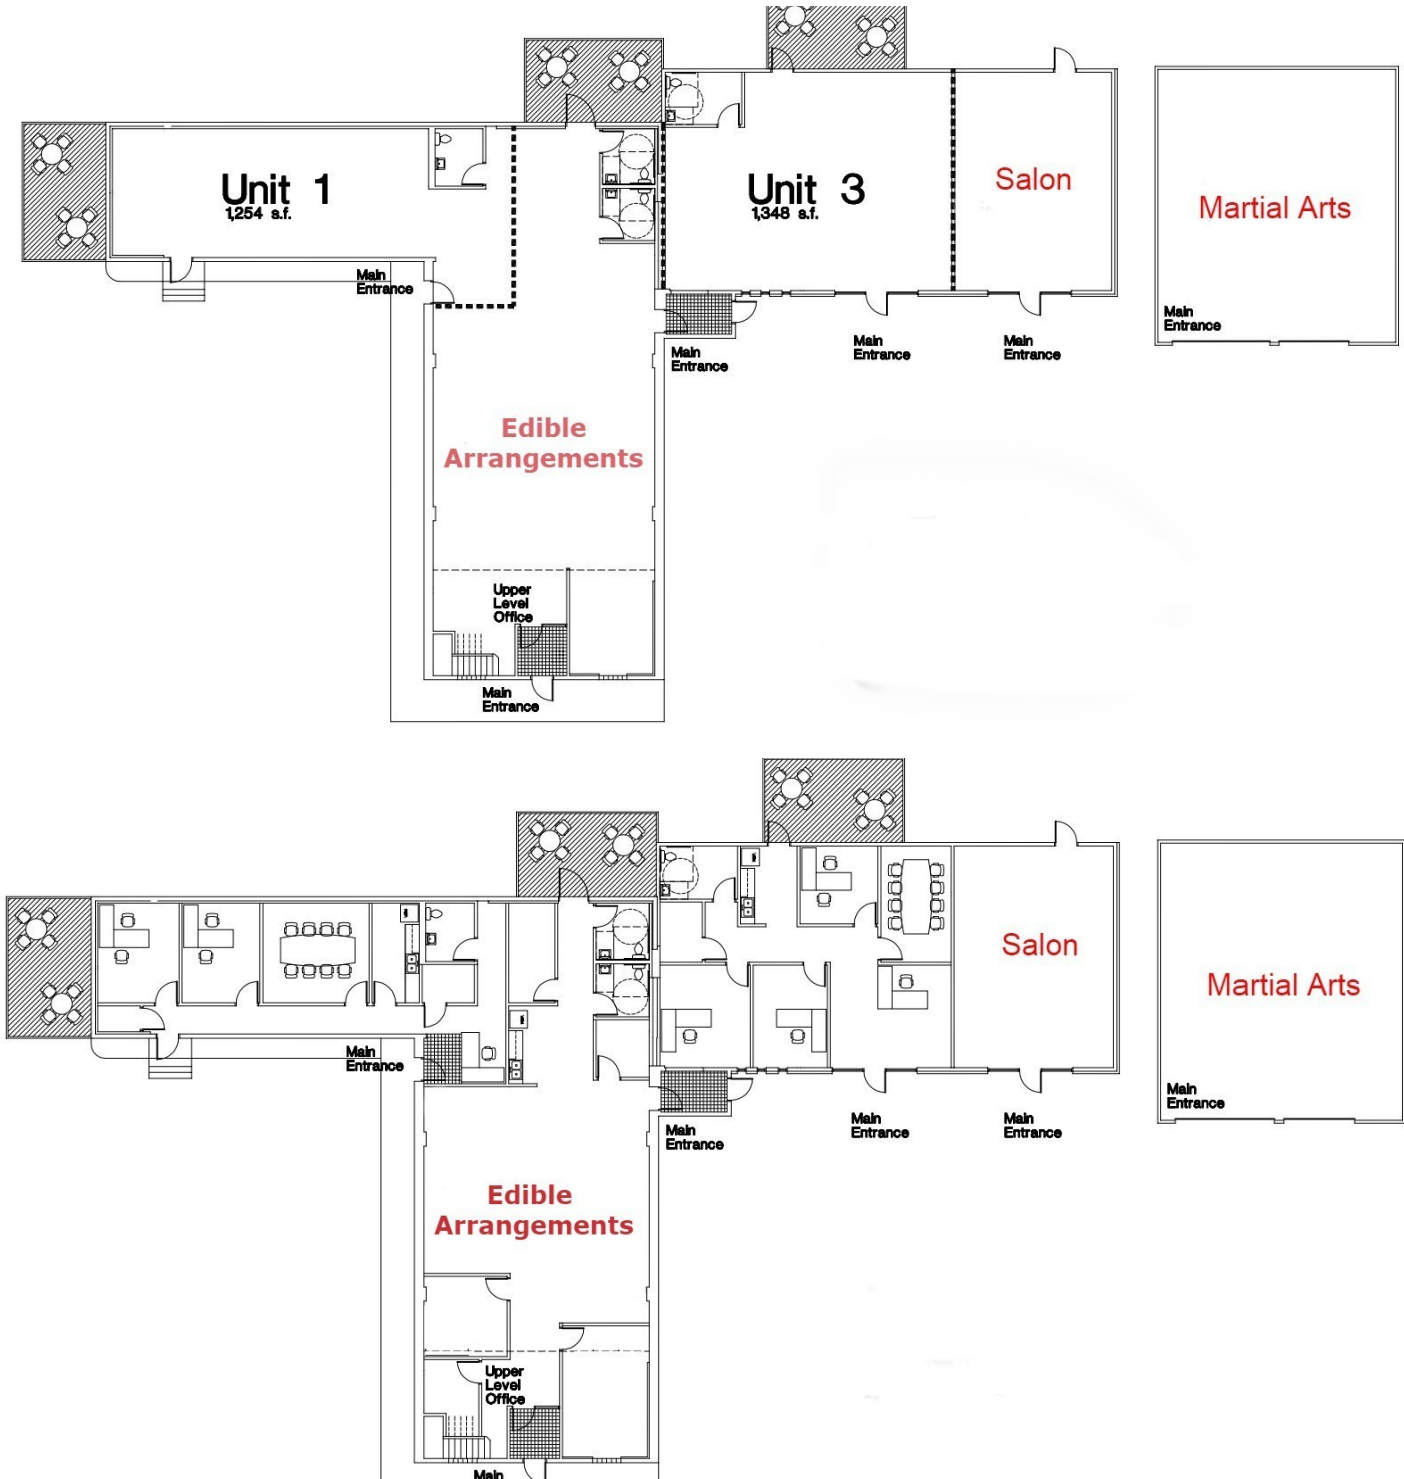 Unit 1
1,254 s.f.
Unit 3
1,348 s.f.
Salon
Martial Arts
Main
Entrance
Main
Entrance
Main
Entrance
Main
Entrance
Main
Entrance
Edible
Arrangements
Upper
Level
Office
Main
Entrance
Salon
Martial Arts
Main
Entrance
Main
Entrance
Main
Entrance
Main
Entrance
Main
Entrance
Edible
Arrangements
Upper
Level
Office
Main